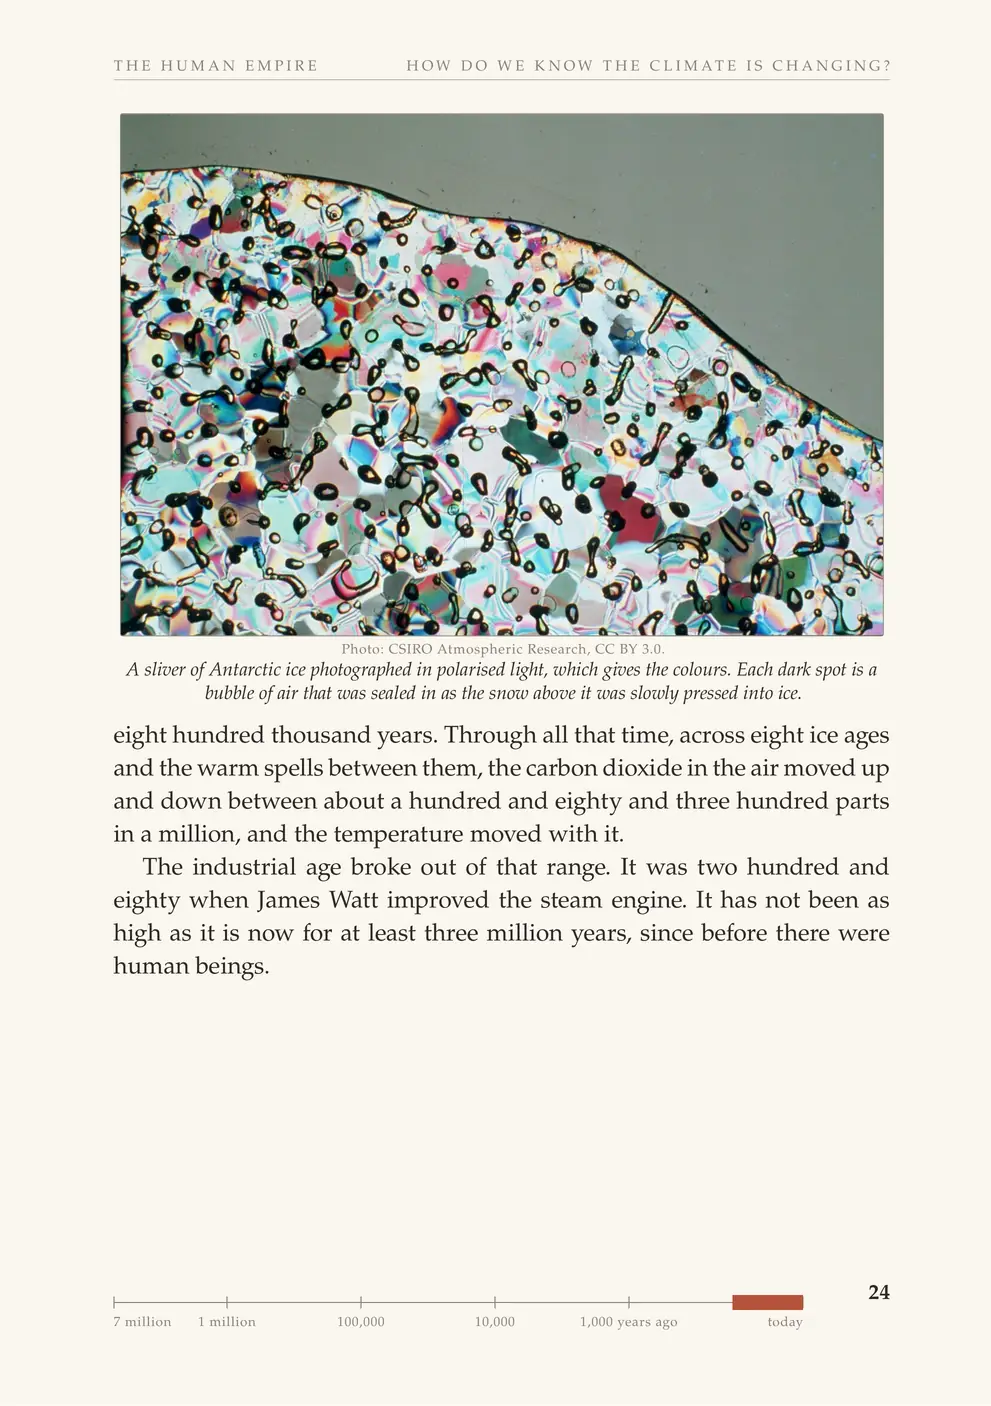 THE HUMAN EMPIRE HOW DO WE KNOW THE CLIMATE IS CHANGING?
Photo: CSIRO Atmospheric Research, CC BY 3.0.
A sliver of Antarctic ice photographed in polarised light, which gives the colours. Each dark spot is a
bubble of air that was sealed in as the snow above it was slowly pressed into ice.
eight hundred thousand years. Through all that time, across eight ice ages
and the warm spells between them, the carbon dioxide in the air moved up
and down between about a hundred and eighty and three hundred parts
in a million, and the temperature moved with it.
The industrial age broke out of that range. It was two hundred and
eighty when James Watt improved the steam engine. It has not been as
high as it is now for at least three million years, since before there were
human beings.
24
7 million 1 million 100,000 10,000 1,000 years ago today